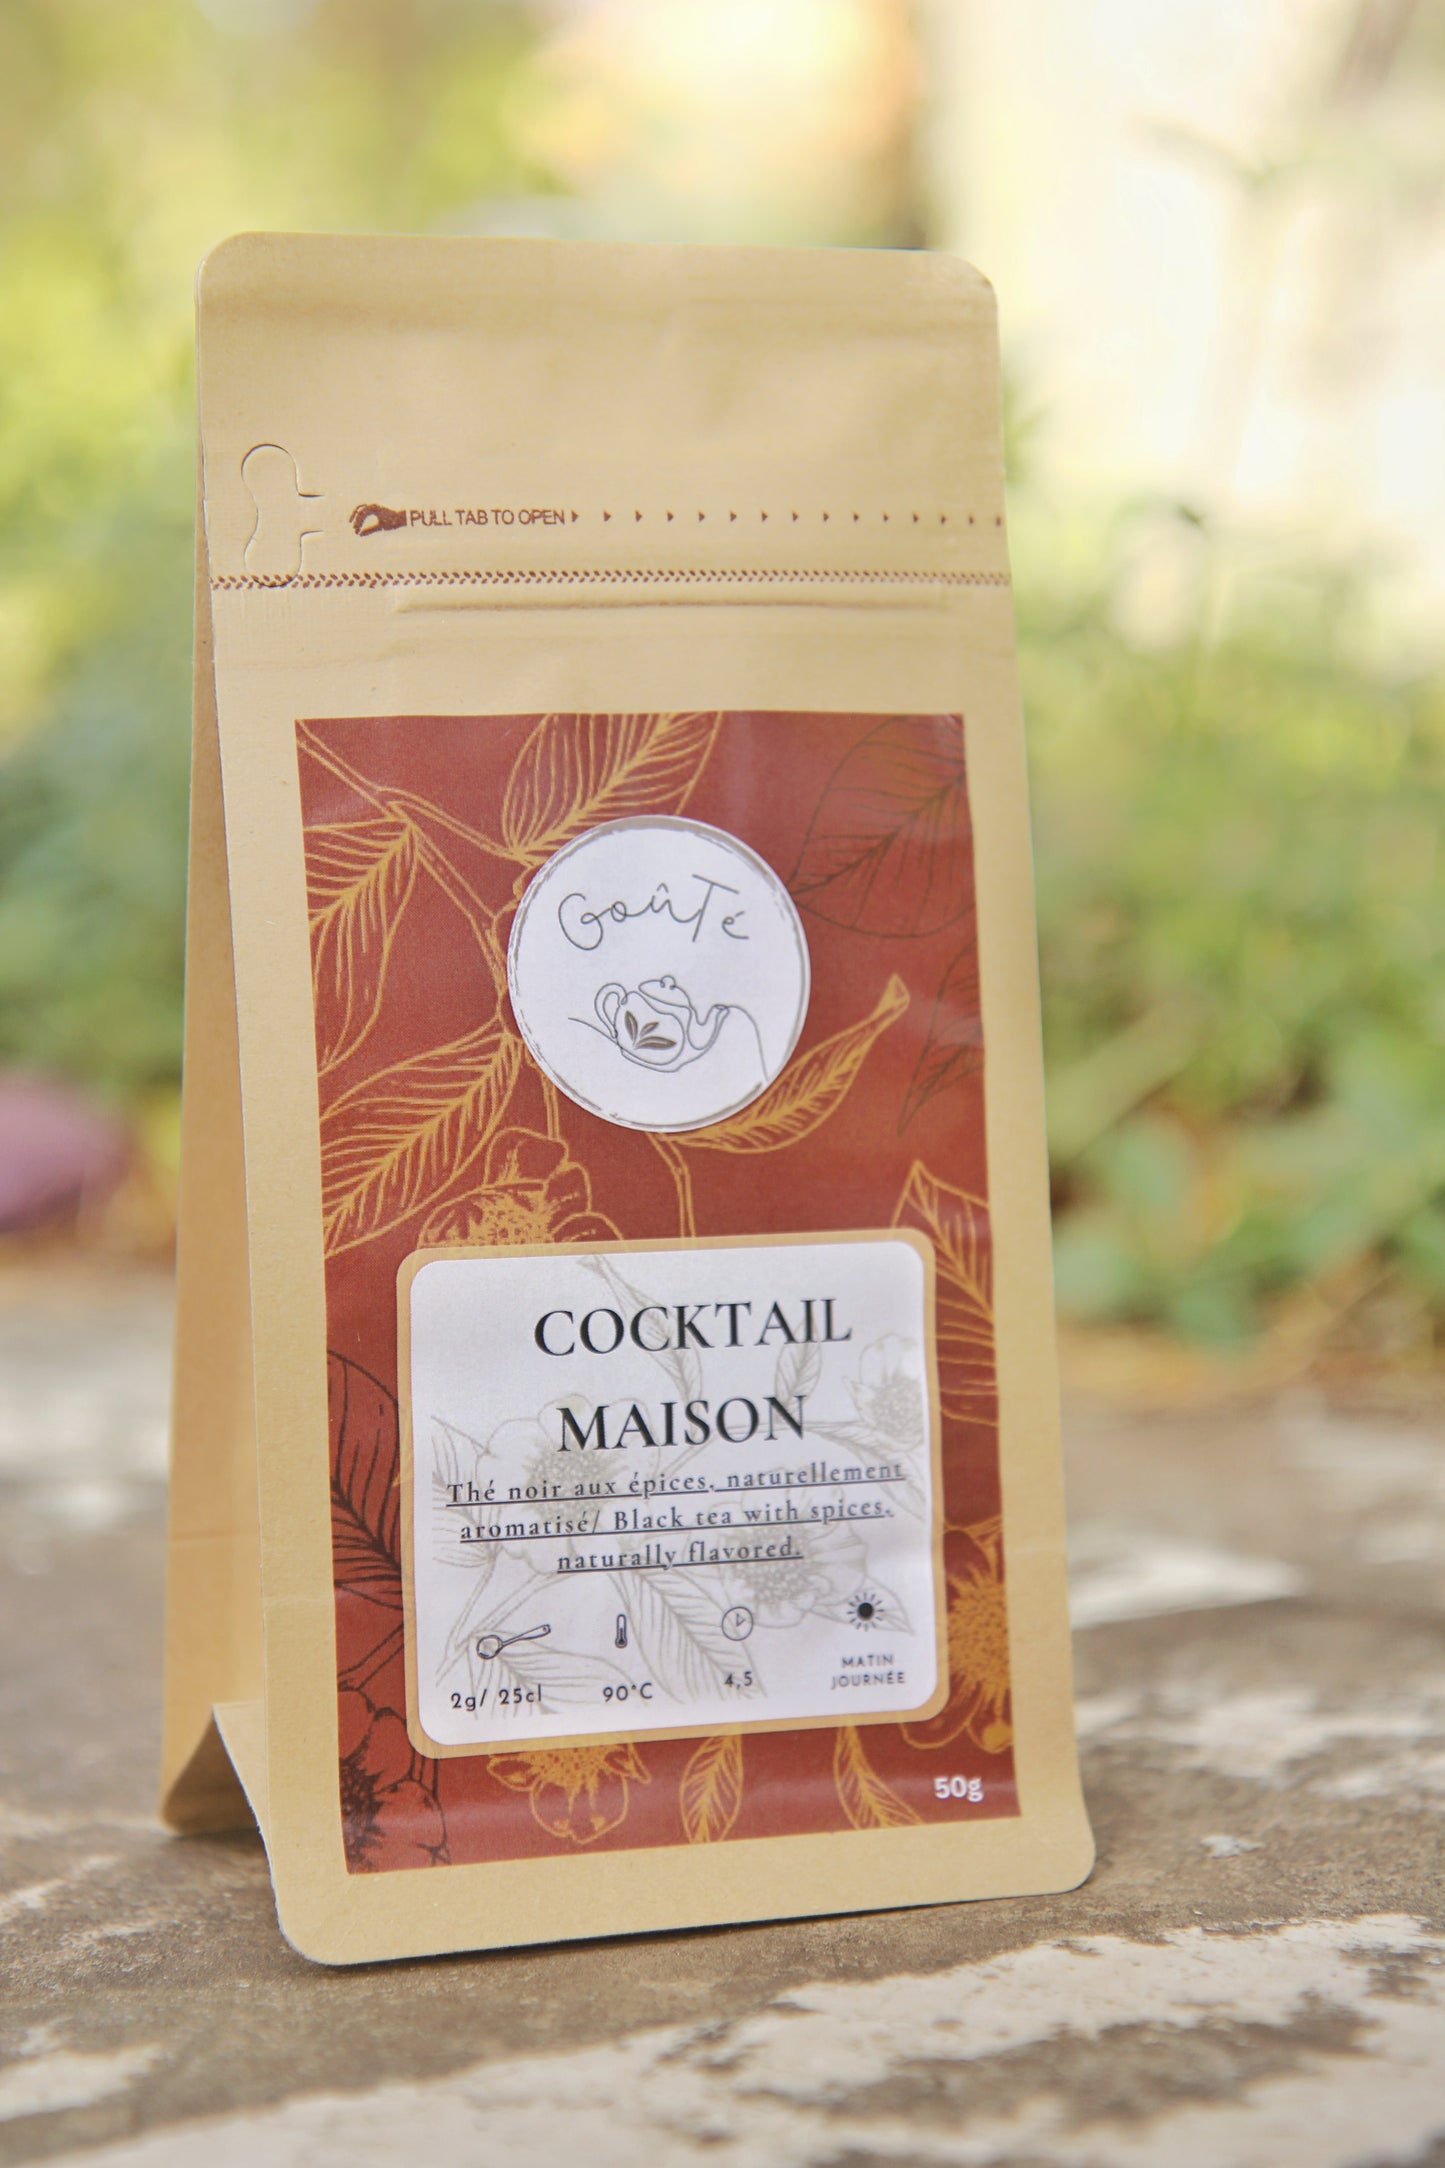 PULL TAB TO OPEN
GoûTé
COCKTAIL
MAISON
Thé noir aux épices, naturellement
aromatisé/ Black tea with spices,
naturally flavored.
2g/ 25cl
90°C
4,5
MATIN
JOURNÉE
50g